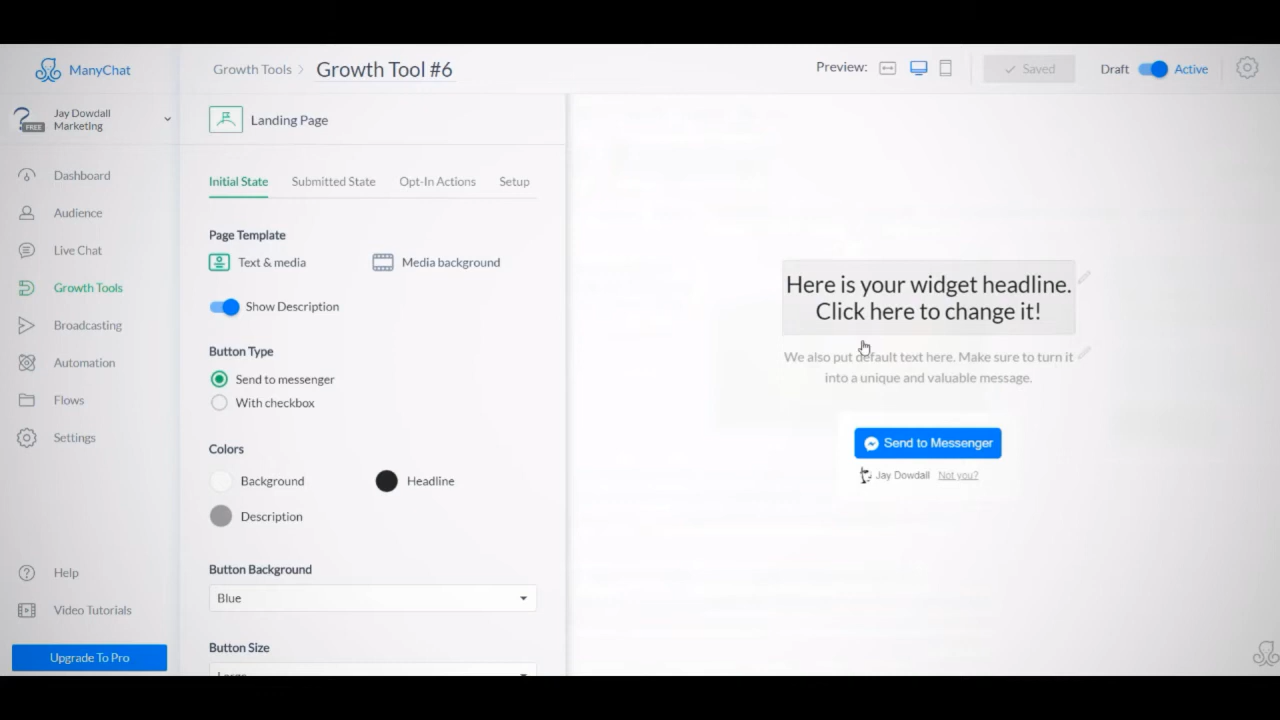 ManyChat
Growth Tools > Growth Tool #6
Preview:
Saved
Draft
Active
Jay Dowdall
Marketing
FREE
Dashboard
Audience
Live Chat
Growth Tools
Broadcasting
Automation
Flows
Settings
Help
Video Tutorials
Upgrade To Pro
Landing Page
Initial State
Submitted State
Opt-In Actions
Setup
Page Template
Text & media
Media background
Show Description
Button Type
Send to messenger
With checkbox
Colors
Background
Headline
Description
Button Background
Blue
Button Size
Large
Here is your widget headline.
Click here to change it!
We also put default text here. Make sure to turn it
into a unique and valuable message.
Send to Messenger
Jay Dowdall Not you?